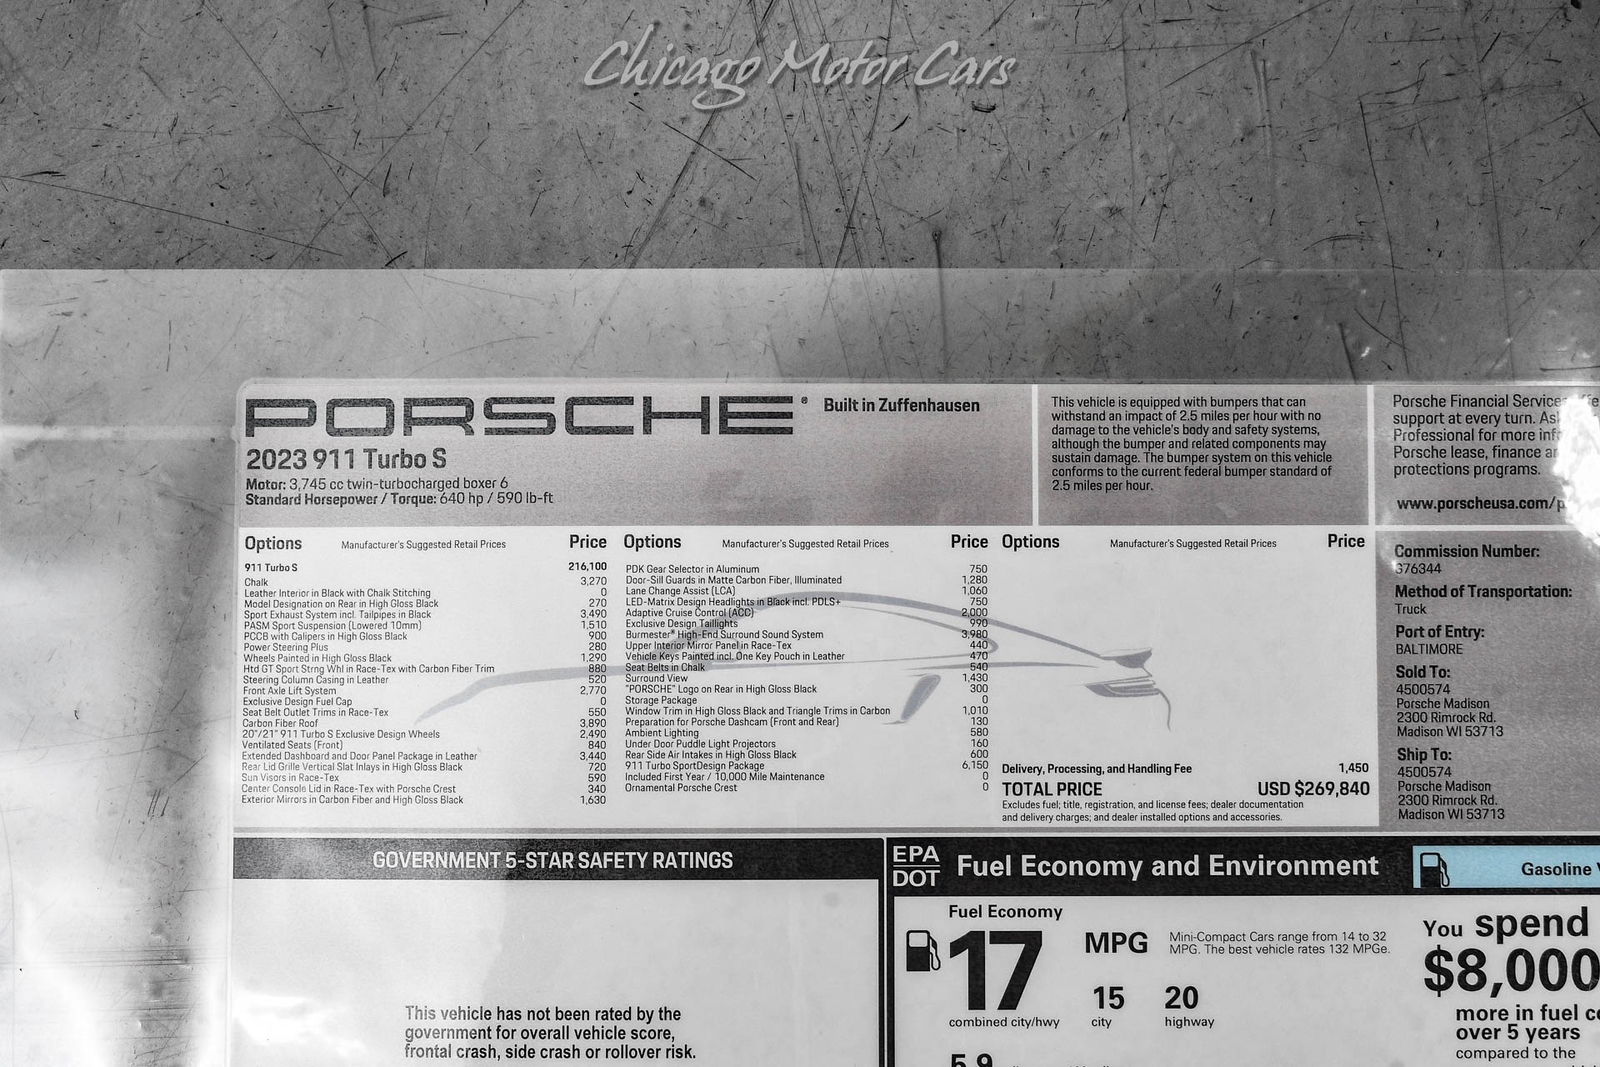 Chicago Motor Cars
PORSCHE® Built in Zuffenhausen
2023 911 Turbo S
Motor: 3,745 cc twin-turbocharged boxer 6
Standard Horsepower / Torque: 640 hp / 590 lb-ft
This vehicle is equipped with bumpers that can
withstand an impact of 2.5 miles per hour with no
damage to the vehicle's body and safety systems,
although the bumper and related components may
sustain damage. The bumper system on this vehicle
conforms to the current federal bumper standard of
2.5 miles per hour.
Porsche Financial Services
support at every turn. Ask
Professional for more
Porsche lease, finance
protections programs.
www.porscheusa.com/
Options Manufacturer's Suggested Retail Prices Price
911 Turbo S 216,100
Chalk 3,270
Leather Interior in Black with Chalk Stitching 0
Model Designation on Rear in High Gloss Black 270
Sport Exhaust System incl. Tailpipes in Black 3,490
PASM Sport Suspension (Lowered 10mm) 1,510
PCCB with Calipers in High Gloss Black 900
Power Steering Plus 280
Wheels Painted in High Gloss Black 1,290
Htd GT Sport Strng Whl in Race-Tex with Carbon Fiber Trim 880
Steering Column Casing in Leather 520
Front Axle Lift System 2,770
Exclusive Design Fuel Cap 0
Seat Belt Outlet Trims in Race-Tex 550
Carbon Fiber Roof 3,890
20"/21" 911 Turbo S Exclusive Design Wheels 2,490
Ventilated Seats (Front) 840
Extended Dashboard and Door Panel Package in Leather 3,440
Rear Lid Grille Vertical Slat Inlays in High Gloss Black 720
Sun Visors in Race-Tex 590
Center Console Lid in Race-Tex with Porsche Crest 340
Exterior Mirrors in Carbon Fiber and High Gloss Black 1,630
Options Manufacturer's Suggested Retail Prices Price
PDK Gear Selector in Aluminum 750
Door-Sill Guards in Matte Carbon Fiber, Illuminated 1,280
Lane Change Assist (LCA) 1,060
LED-Matrix Design Headlights in Black incl. PDLS+ 750
Adaptive Cruise Control (ACC) 2,000
Exclusive Design Taillights 990
Burmester® High-End Surround Sound System 3,980
Upper Interior Mirror Panel in Race-Tex 440
Vehicle Keys Painted incl. One Key Pouch in Leather 470
Seat Belts in Chalk 540
Surround View 1,430
"PORSCHE" Logo on Rear in High Gloss Black 300
Storage Package 0
Window Trim in High Gloss Black and Triangle Trims in Carbon 1,010
Preparation for Porsche Dashcam (Front and Rear) 130
Ambient Lighting 580
Under Door Puddle Light Projectors 160
Rear Side Air Intakes in High Gloss Black 600
911 Turbo SportDesign Package 6,150
Included First Year / 10,000 Mile Maintenance 0
Ornamental Porsche Crest 0
Options Manufacturer's Suggested Retail Prices Price
Delivery, Processing, and Handling Fee 1,450
TOTAL PRICE USD $269,840
Excludes fuel; title, registration, and license fees; dealer documentation
and delivery charges; and dealer installed options and accessories.
Commission Number:
376344
Method of Transportation:
Truck
Port of Entry:
BALTIMORE
Sold To:
4500574
Porsche Madison
2300 Rimrock Rd.
Madison WI 53713
Ship To:
4500574
Porsche Madison
2300 Rimrock Rd.
Madison WI 53713
GOVERNMENT 5-STAR SAFETY RATINGS
This vehicle has not been rated by the
government for overall vehicle score,
frontal crash, side crash or rollover risk.
EPA
DOT
Fuel Economy and Environment
Gasoline V
Fuel Economy
17 MPG
combined city/hwy
15
city
20
highway
Mini-Compact Cars range from 14 to 32
MPG. The best vehicle rates 132 MPGe.
5.9
You spend
$8,000
more in fuel
over 5 years
compared to the